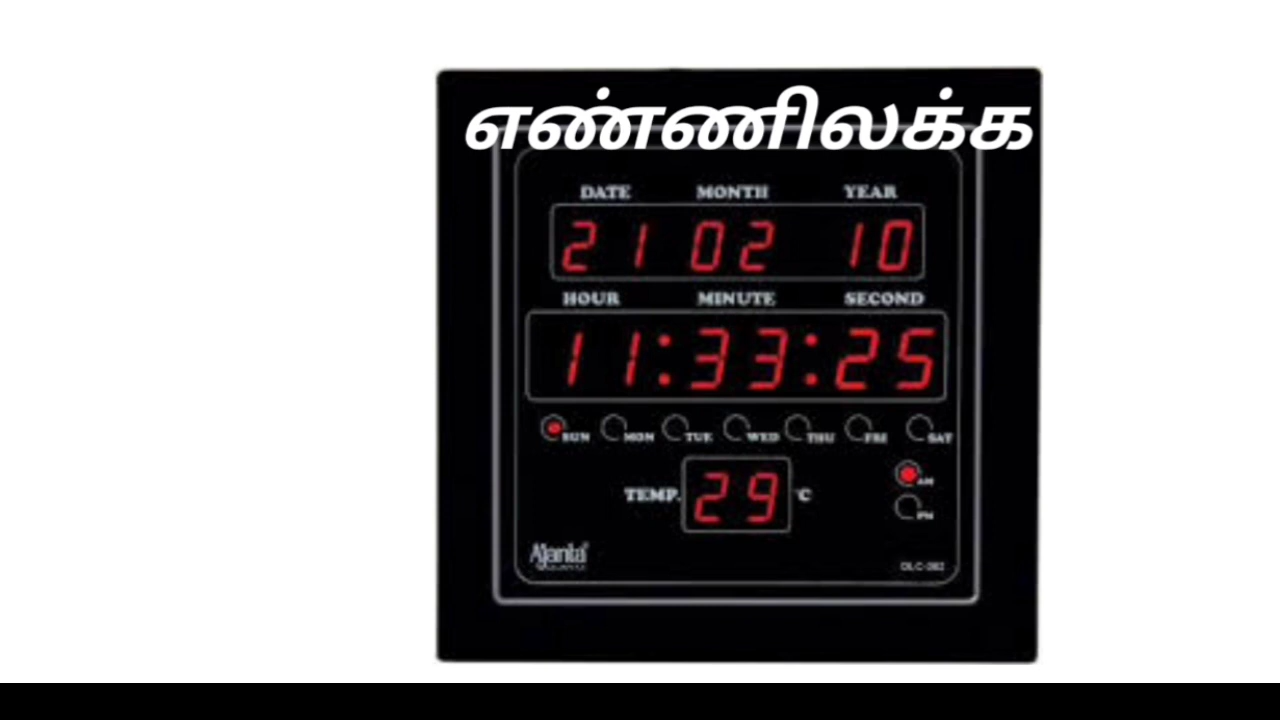 எண்ணிலக்க
DATE MONTH YEAR
21 02 10
HOUR MINUTE SECOND
11:33:25
SUN MON TUE WED THU FRI SAT
TEMP. 29 °C
AM
PM
Ajanta